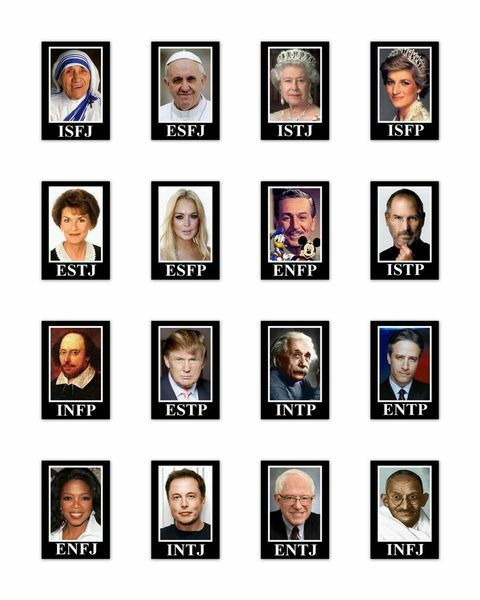 ISFJ
ESFJ
ISTJ
ISFP
ESTJ
ESFP
ENFP
ISTP
INFP
ESTP
INTP
ENTP
ENFJ
INTJ
ENTJ
INFJ